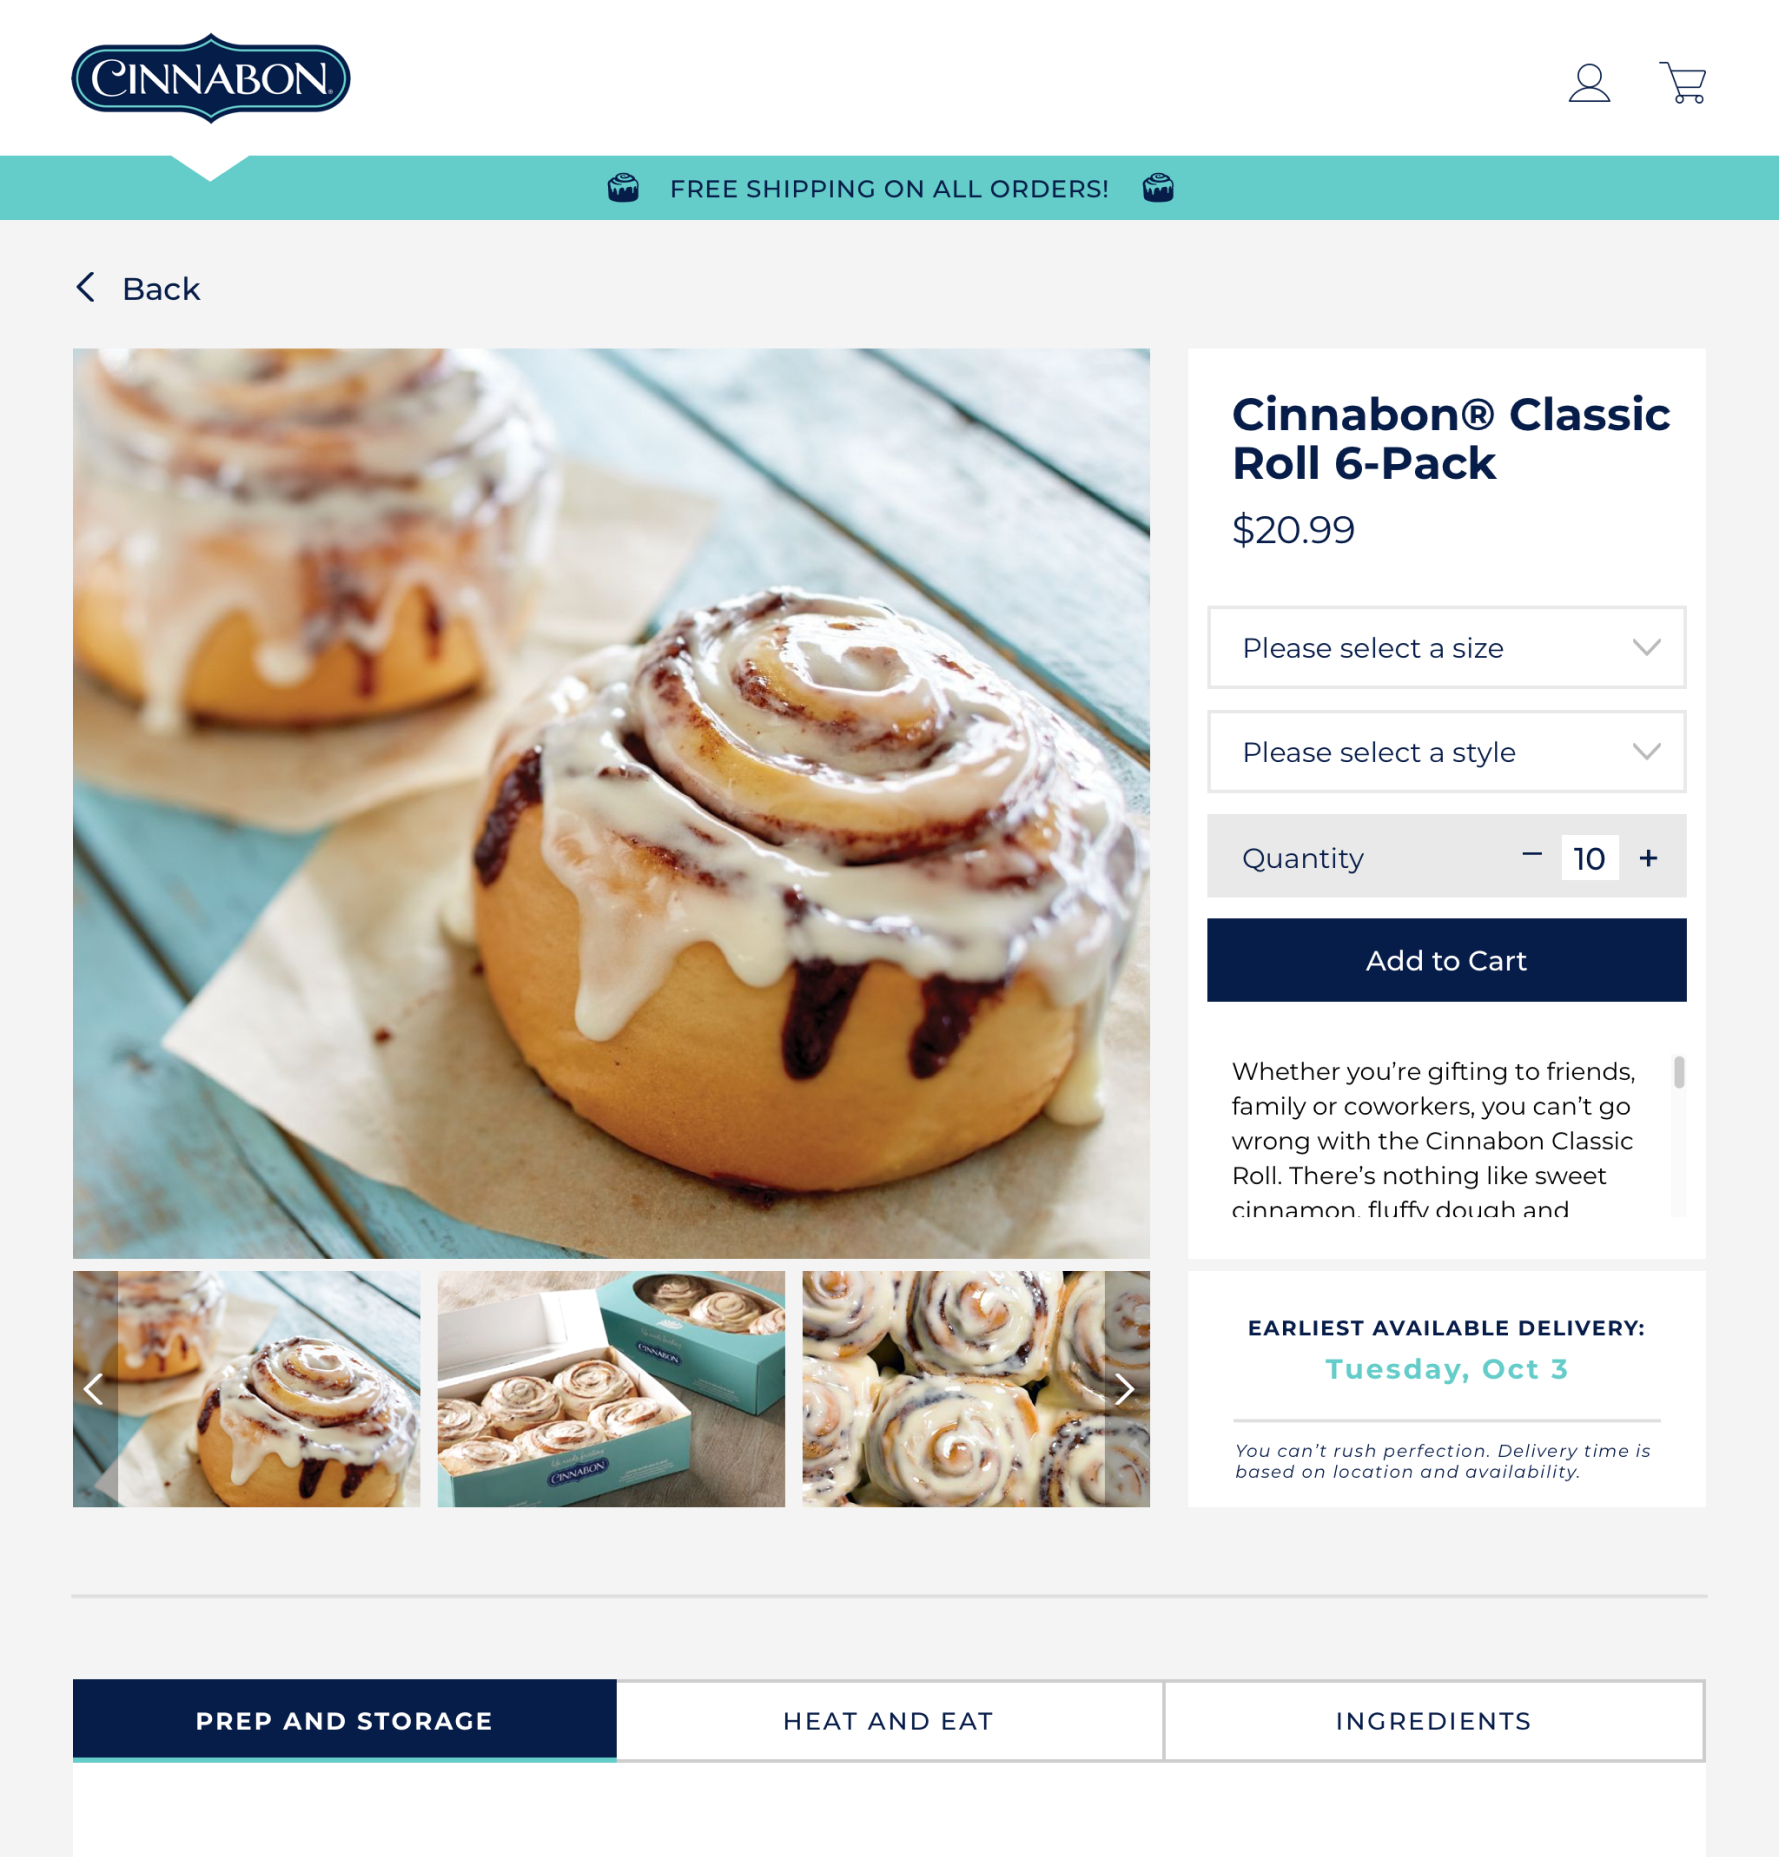 CINNABON®
FREE SHIPPING ON ALL ORDERS!
Back
Cinnabon® Classic
Roll 6-Pack
$20.99
Please select a size
Please select a style
Quantity
− 10 +
Add to Cart
Whether you’re gifting to friends,
family or coworkers, you can’t go
wrong with the Cinnabon Classic
Roll. There’s nothing like sweet
cinnamon, fluffy dough and
CINNABON
CINNABON
EARLIEST AVAILABLE DELIVERY:
Tuesday, Oct 3
You can’t rush perfection. Delivery time is
based on location and availability.
PREP AND STORAGE
HEAT AND EAT
INGREDIENTS